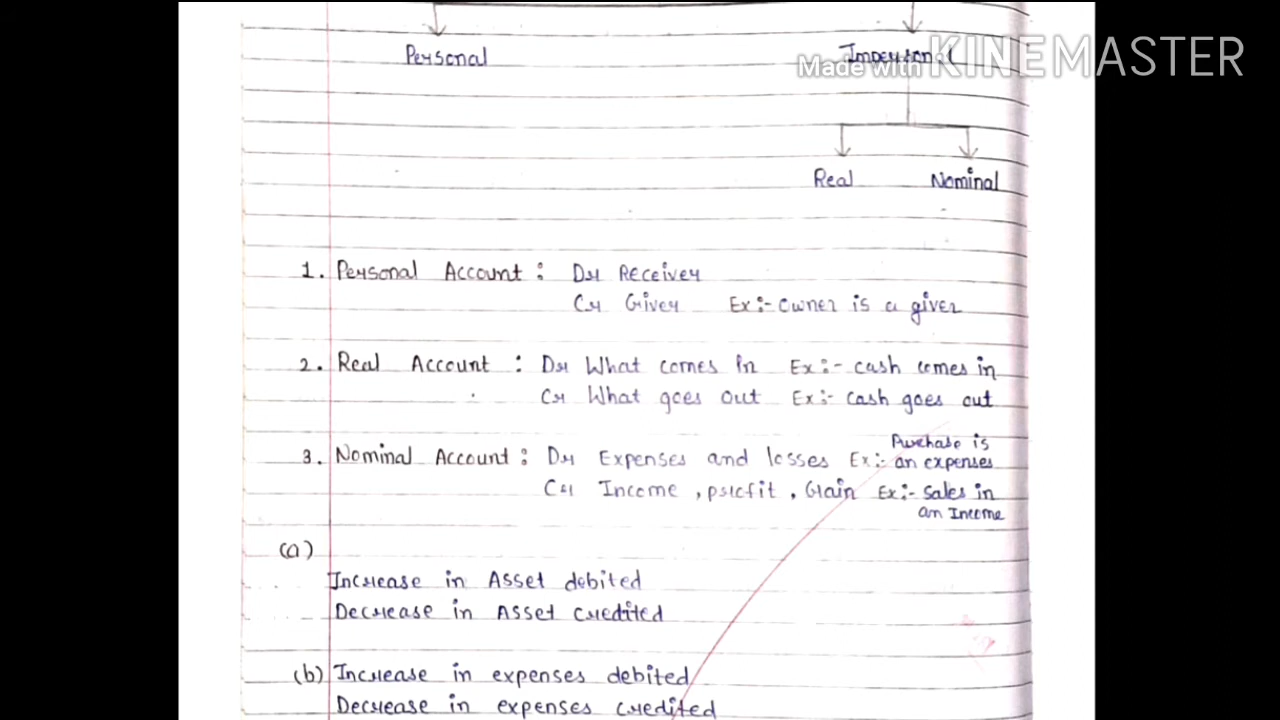 Personal
Impersonal
Made with KINEMASTER
Real Nominal
1. Personal Account : Dr Receiver
Cr Giver Ex:- Owner is a giver
2. Real Account : Dr What comes In Ex:- cash comes in
Cr What goes out Ex:- cash goes out
3. Nominal Account : Dr Expenses and losses Ex:- Purchase is an expenses
Cr Income , profit , Gain Ex:- Sales in an Income
(a)
Increase in Asset debited
Decrease in Asset credited
(b) Increase in expenses debited
Decrease in expenses credited